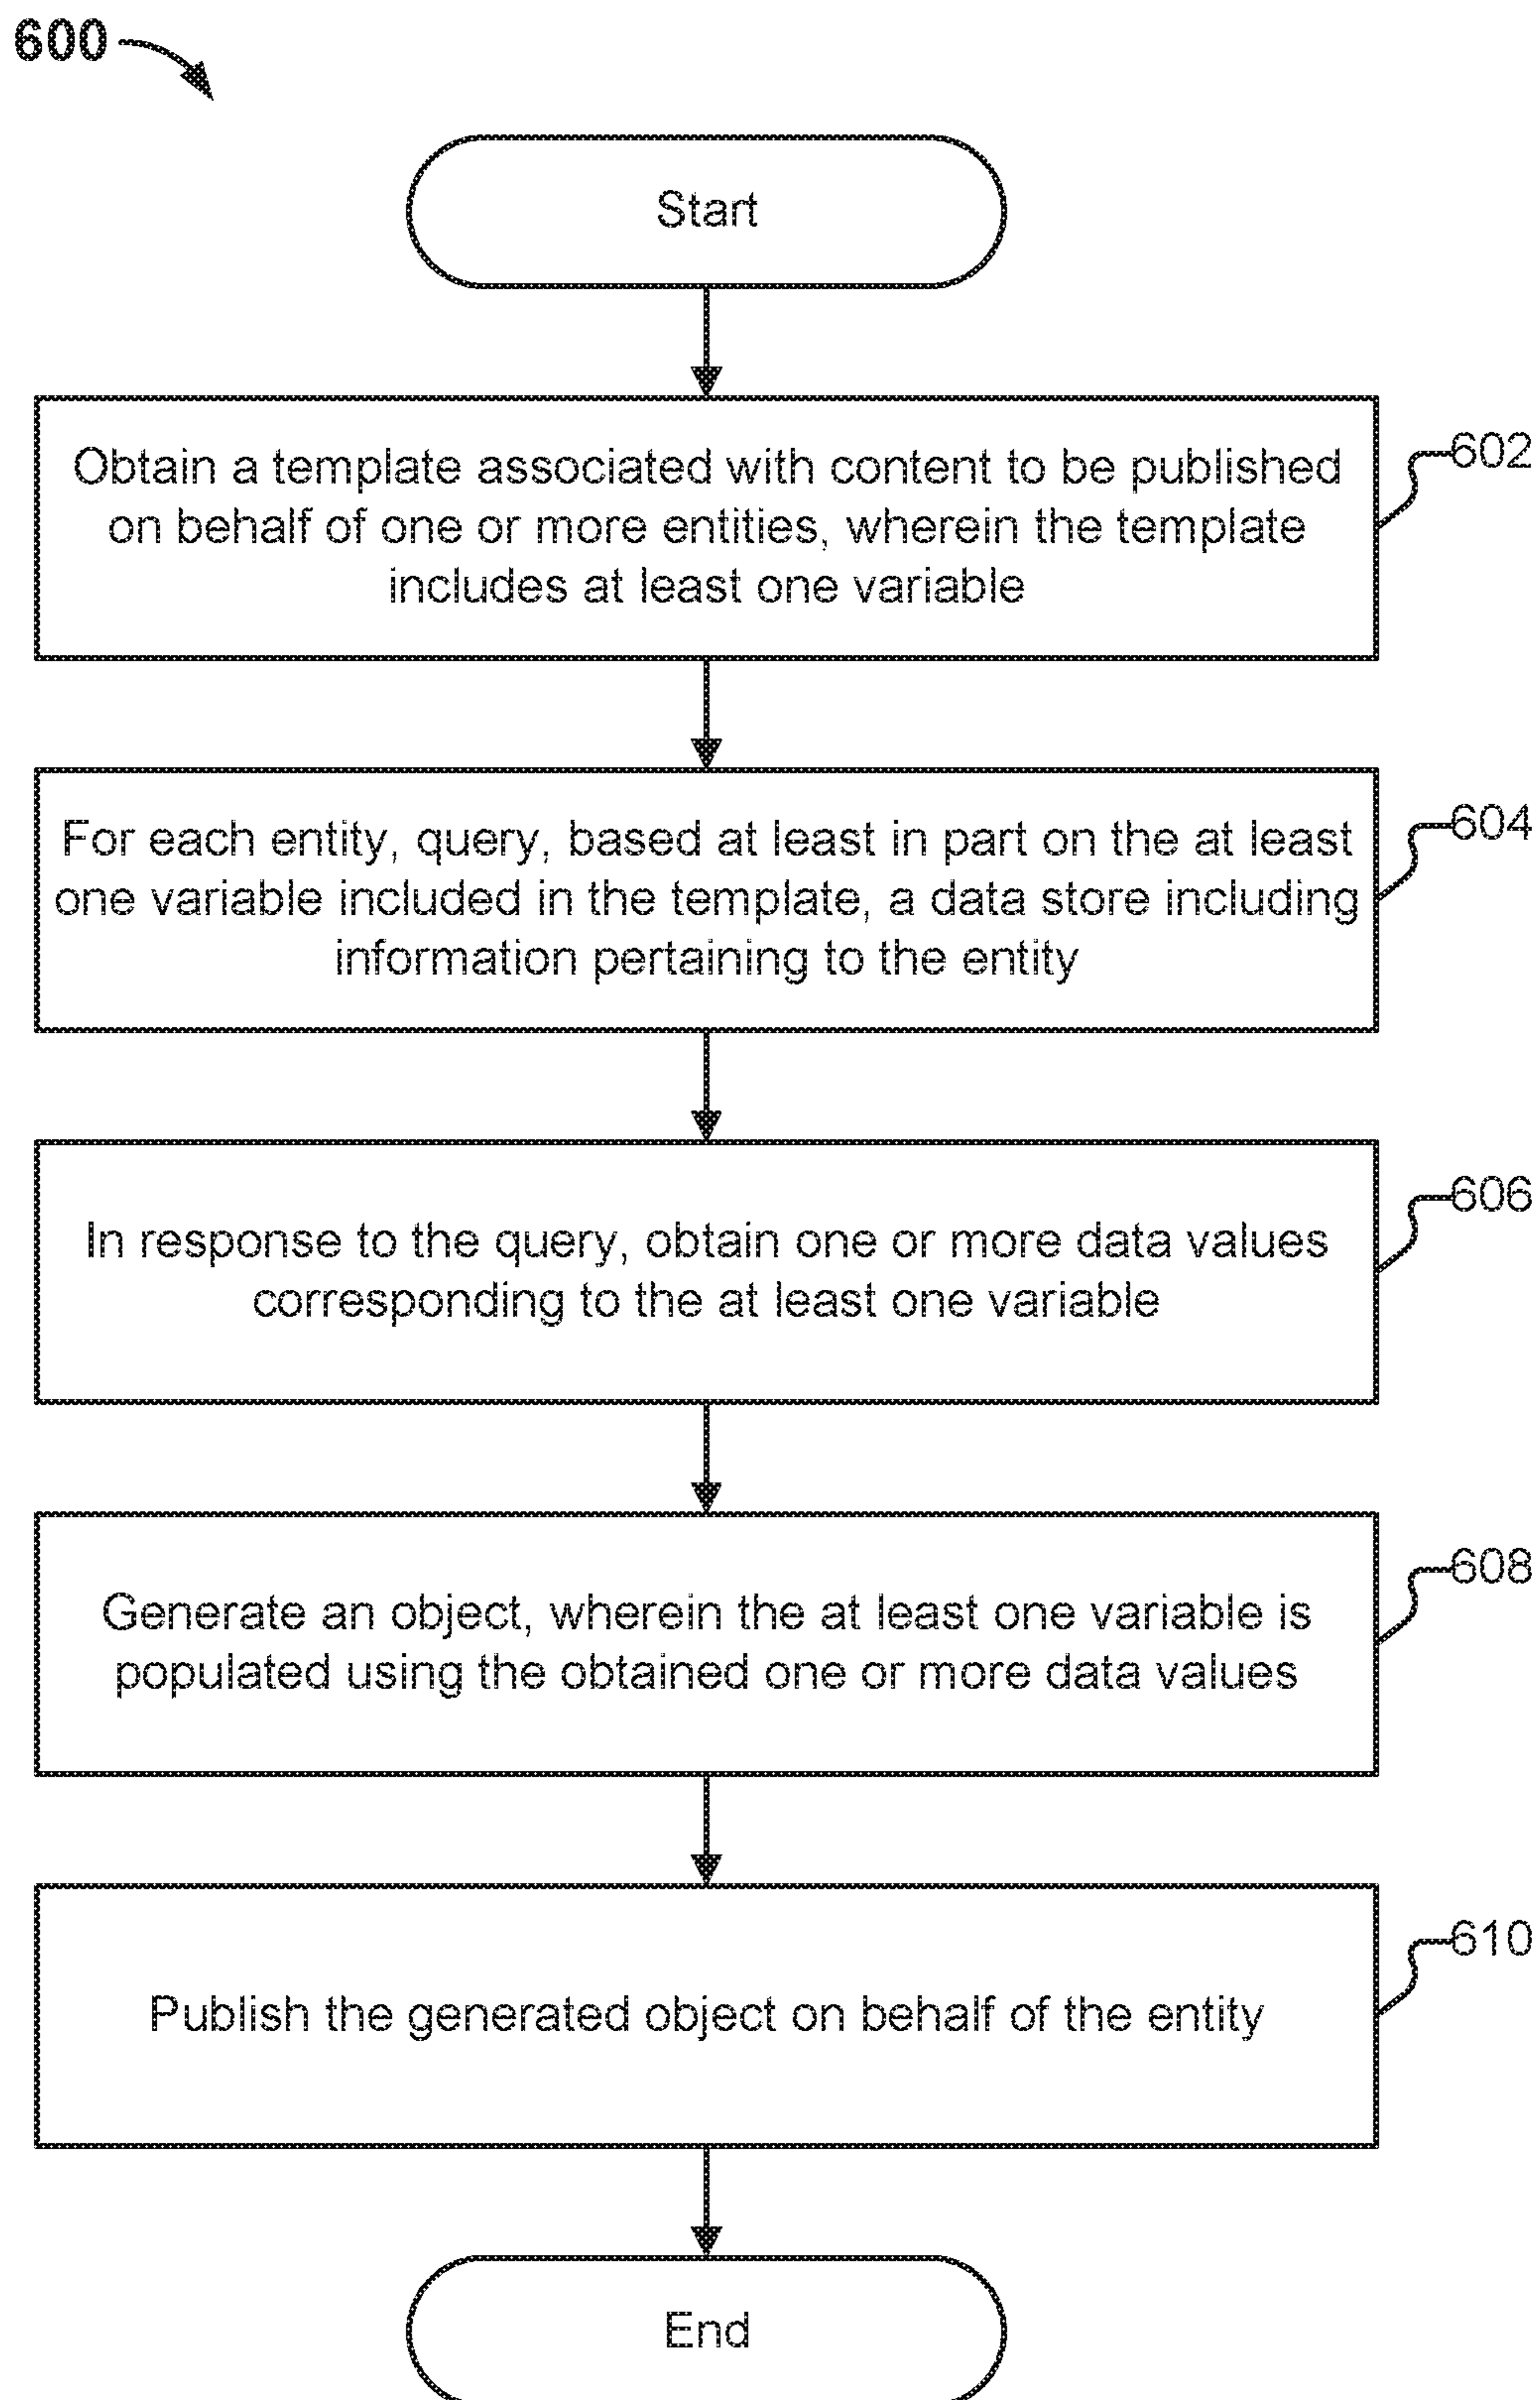 600
Start
Obtain a template associated with content to be published
on behalf of one or more entities, wherein the template
includes at least one variable
602
For each entity, query, based at least in part on the at least
one variable included in the template, a data store including
information pertaining to the entity
604
In response to the query, obtain one or more data values
corresponding to the at least one variable
606
Generate an object, wherein the at least one variable is
populated using the obtained one or more data values
608
Publish the generated object on behalf of the entity
610
End